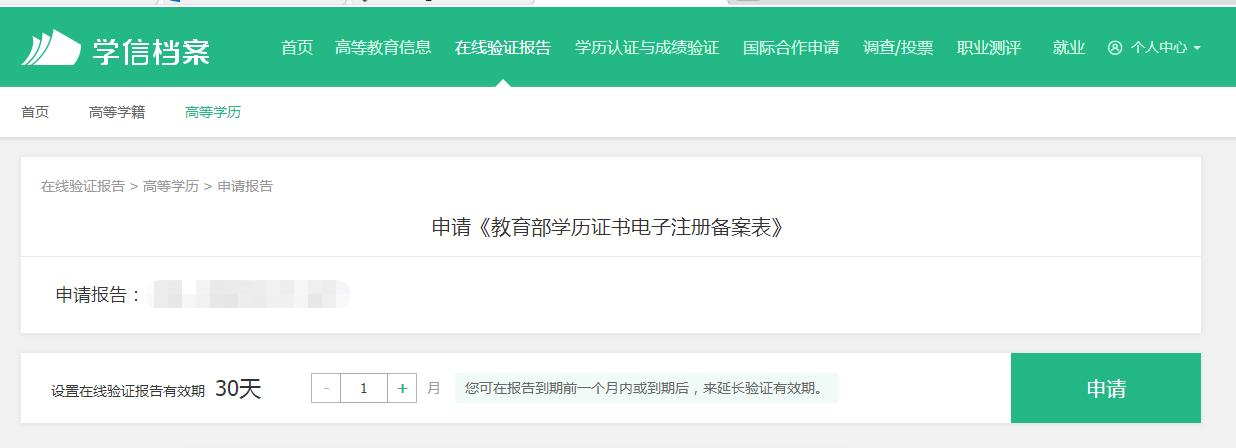 学信档案
首页 高等教育信息 在线验证报告 学历认证与成绩验证 国际合作申请 调查/投票 职业测评 就业 个人中心
首页 高等学籍 高等学历
在线验证报告 > 高等学历 > 申请报告
申请《教育部学历证书电子注册备案表》
申请报告：
设置在线验证报告有效期 30天 - 1 + 月 您可在报告到期前一个月内或到期后，来延长验证有效期。 申请